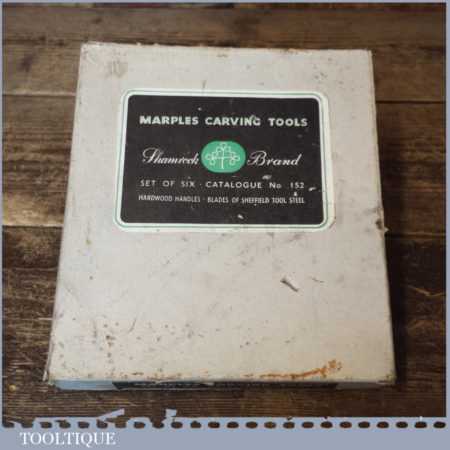 MARPLES CARVING TOOLS
Shamrock Brand
SET OF SIX · CATALOGUE No 152
HARDWOOD HANDLES · BLADES OF SHEFFIELD TOOL STEEL
TOOLTIQUE